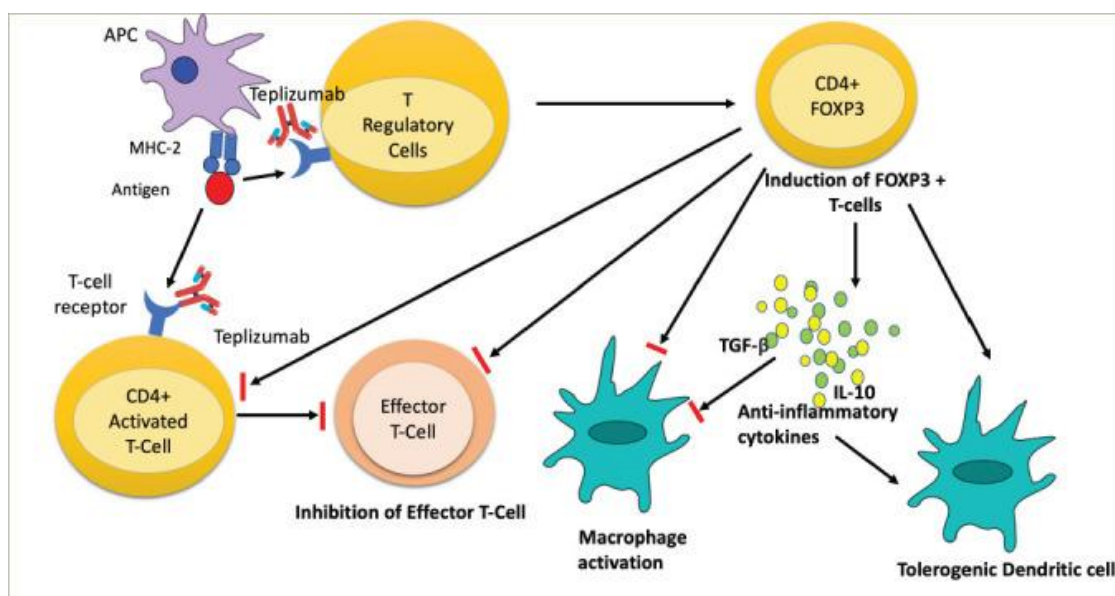 APC
Teplizumab
T
Regulatory
Cells
CD4+
FOXP3
MHC-2
Antigen
Induction of FOXP3 +
T-cells
T-cell
receptor
Teplizumab
TGF-β
IL-10
Anti-inflammatory
cytokines
CD4+
Activated
T-Cell
Effector
T-Cell
Inhibition of Effector T-Cell
Macrophage
activation
Tolerogenic Dendritic cell